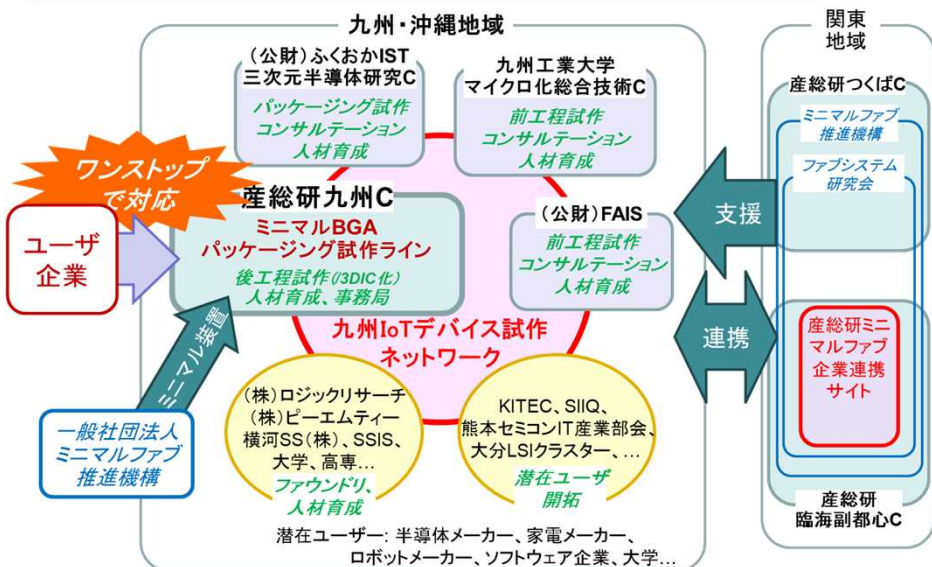 九州・沖縄地域
(公財)ふくおかIST
三次元半導体研究C
パッケージング試作
コンサルテーション
人材育成
九州工業大学
マイクロ化総合技術C
前工程試作
コンサルテーション
人材育成
ワンストップ
で対応
ユーザ
企業
産総研九州C
ミニマルBGA
パッケージング試作ライン
後工程試作(/3DIC化)
人材育成、事務局
(公財)FAIS
前工程試作
コンサルテーション
人材育成
九州IoTデバイス試作
ネットワーク
ミニマル装置
一般社団法人
ミニマルファブ
推進機構
(株)ロジックリサーチ
(株)ピーエムティー
横河SS(株)、SSIS、
大学、高専…
ファウンドリ、
人材育成
KITEC、SIIQ、
熊本セミコンIT産業部会、
大分LSIクラスター、…
潜在ユーザ
開拓
潜在ユーザー: 半導体メーカー、家電メーカー、
ロボットメーカー、ソフトウェア企業、大学…
支援
連携
関東
地域
産総研つくばC
ミニマルファブ
推進機構
ファブシステム
研究会
産総研ミニ
マルファブ
企業連携
サイト
産総研
臨海副都心C